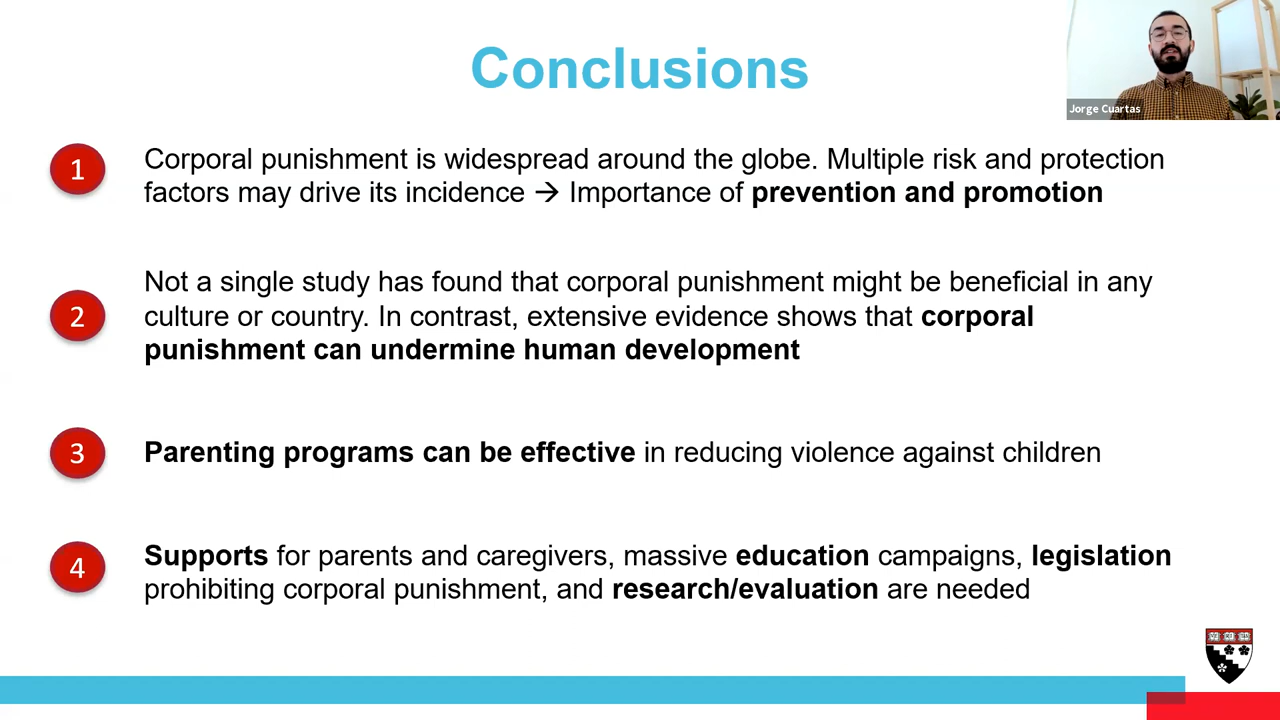 Conclusions
Jorge Cuartas
1
Corporal punishment is widespread around the globe. Multiple risk and protection
factors may drive its incidence → Importance of prevention and promotion
2
Not a single study has found that corporal punishment might be beneficial in any
culture or country. In contrast, extensive evidence shows that corporal
punishment can undermine human development
3
Parenting programs can be effective in reducing violence against children
4
Supports for parents and caregivers, massive education campaigns, legislation
prohibiting corporal punishment, and research/evaluation are needed